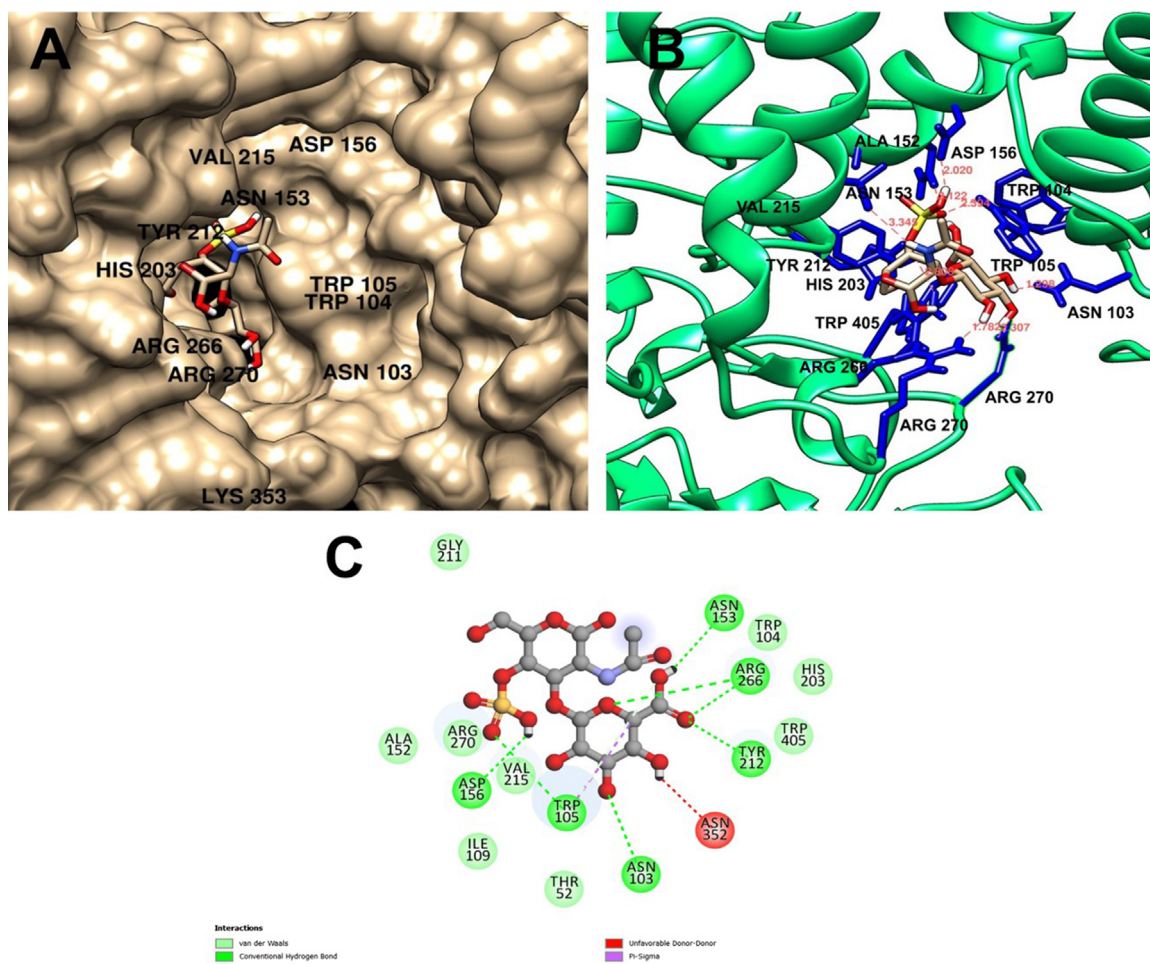 A
VAL 215
ASP 156
ASN 153
TYR 212
HIS 203
TRP 105
TRP 104
ARG 266
ARG 270
ASN 103
LYS 353
B
ALA 152
ASP 156
2.020
ASN 153
TRP 104
VAL 215
3.345
TYR 212
HIS 203
TRP 105
ASN 103
TRP 405
1.782
307
ARG 266
ARG 270
ARG 270
C
GLY
211
ASN
153
TRP
104
ARG
266
HIS
203
ARG
270
ALA
152
TRP
405
TYR
212
VAL
215
ASP
156
TRP
105
ASN
352
ILE
109
ASN
103
THR
52
Interactions
van der Waals
Conventional Hydrogen Bond
Unfavorable Donor-Donor
Pi-Sigma